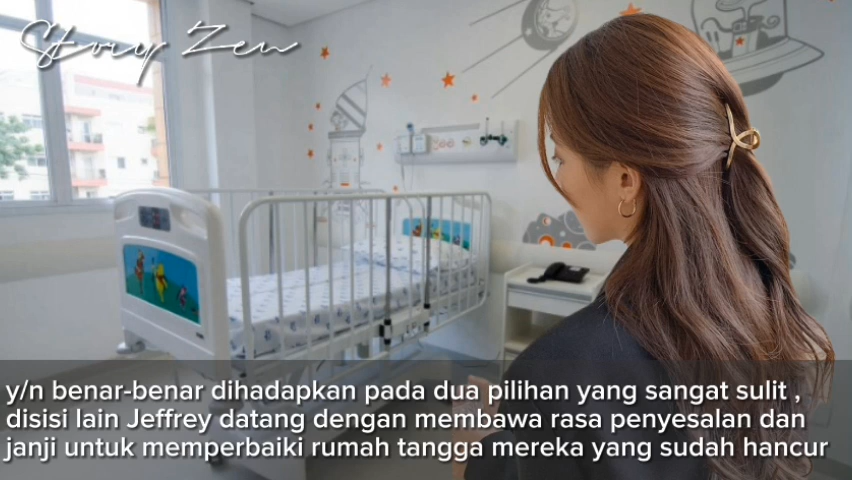 Story Zen
y/n benar-benar dihadapkan pada dua pilihan yang sangat sulit ,
disisi lain Jeffrey datang dengan membawa rasa penyesalan dan
janji untuk memperbaiki rumah tangga mereka yang sudah hancur